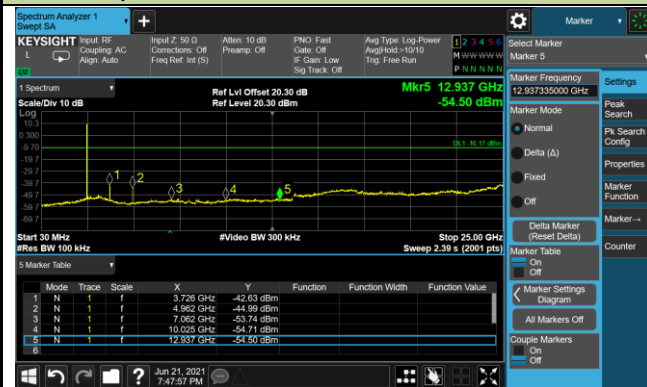 Spectrum Analyzer 1
Swept SA
Marker
KEYSIGHT
Input: RF
Coupling: AC
Align: Auto
Input Z: 50 Ω
Corrections: Off
Freq Ref: Int (S)
Atten: 10 dB
Preamp: Off
PNO: Fast
Gate: Off
IF Gain: Low
Sig Track: Off
Avg Type: Log-Power
Avg|Hold:>10/10
Trig: Free Run
1 2 3 4 5 6
M W W W W W
P N N N N N
L
Select Marker
Marker 5
1 Spectrum
Scale/Div 10 dB
Log
Ref Lvl Offset 20.30 dB
Ref Level 20.30 dBm
Mkr5 12.937 GHz
-54.50 dBm
10.3
0.300
-9.70
-19.7
-29.7
-39.7
-49.7
-59.7
-69.7
DL1 -10.17 dBm
1
2
3
4
5
Start 30 MHz
#Res BW 100 kHz
#Video BW 300 kHz
Stop 25.00 GHz
Sweep 2.39 s (2001 pts)
5 Marker Table
Mode Trace Scale X Y Function Function Width Function Value
1 N 1 f 3.726 GHz -42.63 dBm
2 N 1 f 4.962 GHz -44.99 dBm
3 N 1 f 7.062 GHz -53.74 dBm
4 N 1 f 10.025 GHz -54.71 dBm
5 N 1 f 12.937 GHz -54.50 dBm
6
Marker Frequency
12.937335000 GHz
Marker Mode
Normal
Delta (Δ)
Fixed
Off
Delta Marker
(Reset Delta)
Marker Table
On
Off
Marker Settings
Diagram
All Markers Off
Couple Markers
On
Off
Settings
Peak
Search
Pk Search
Config
Properties
Marker
Function
Marker→
Counter
?
Jun 21, 2021
7:47:57 PM